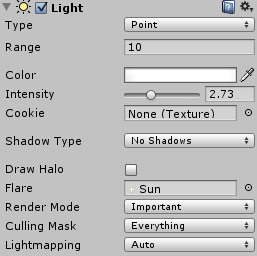 Light
Type Point
Range 10
Color
Intensity 2.73
Cookie None (Texture)
Shadow Type No Shadows
Draw Halo
Flare Sun
Render Mode Important
Culling Mask Everything
Lightmapping Auto